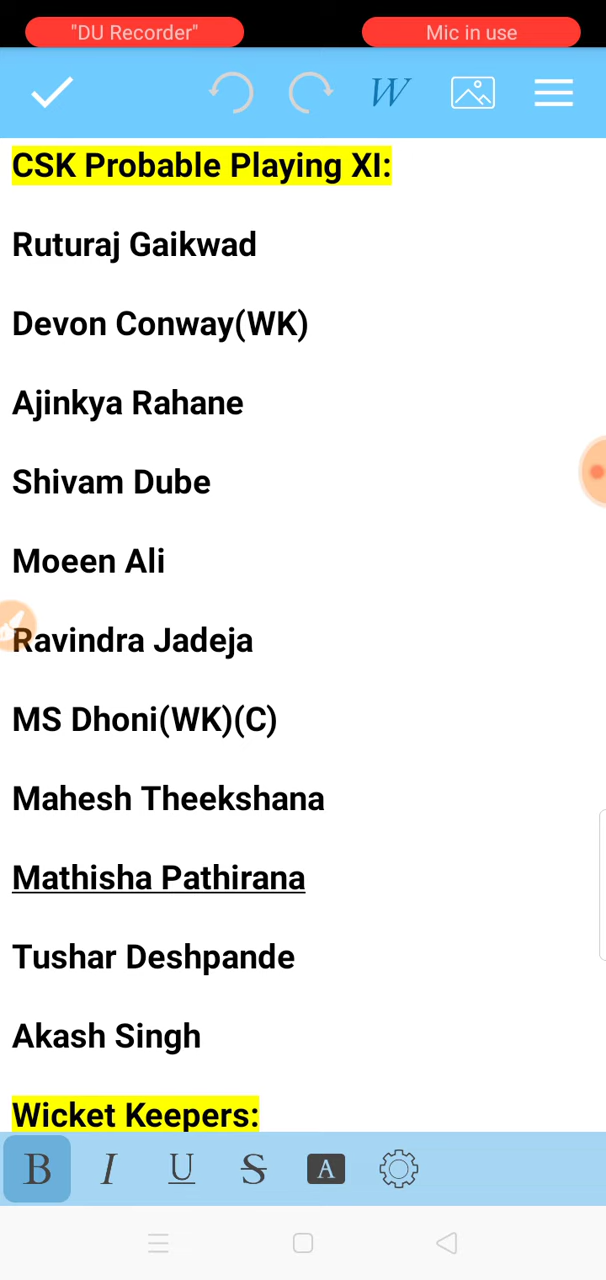 "DU Recorder"
Mic in use
W
CSK Probable Playing XI:
Ruturaj Gaikwad
Devon Conway(WK)
Ajinkya Rahane
Shivam Dube
Moeen Ali
Ravindra Jadeja
MS Dhoni(WK)(C)
Mahesh Theekshana
Mathisha Pathirana
Tushar Deshpande
Akash Singh
Wicket Keepers:
B I U S A